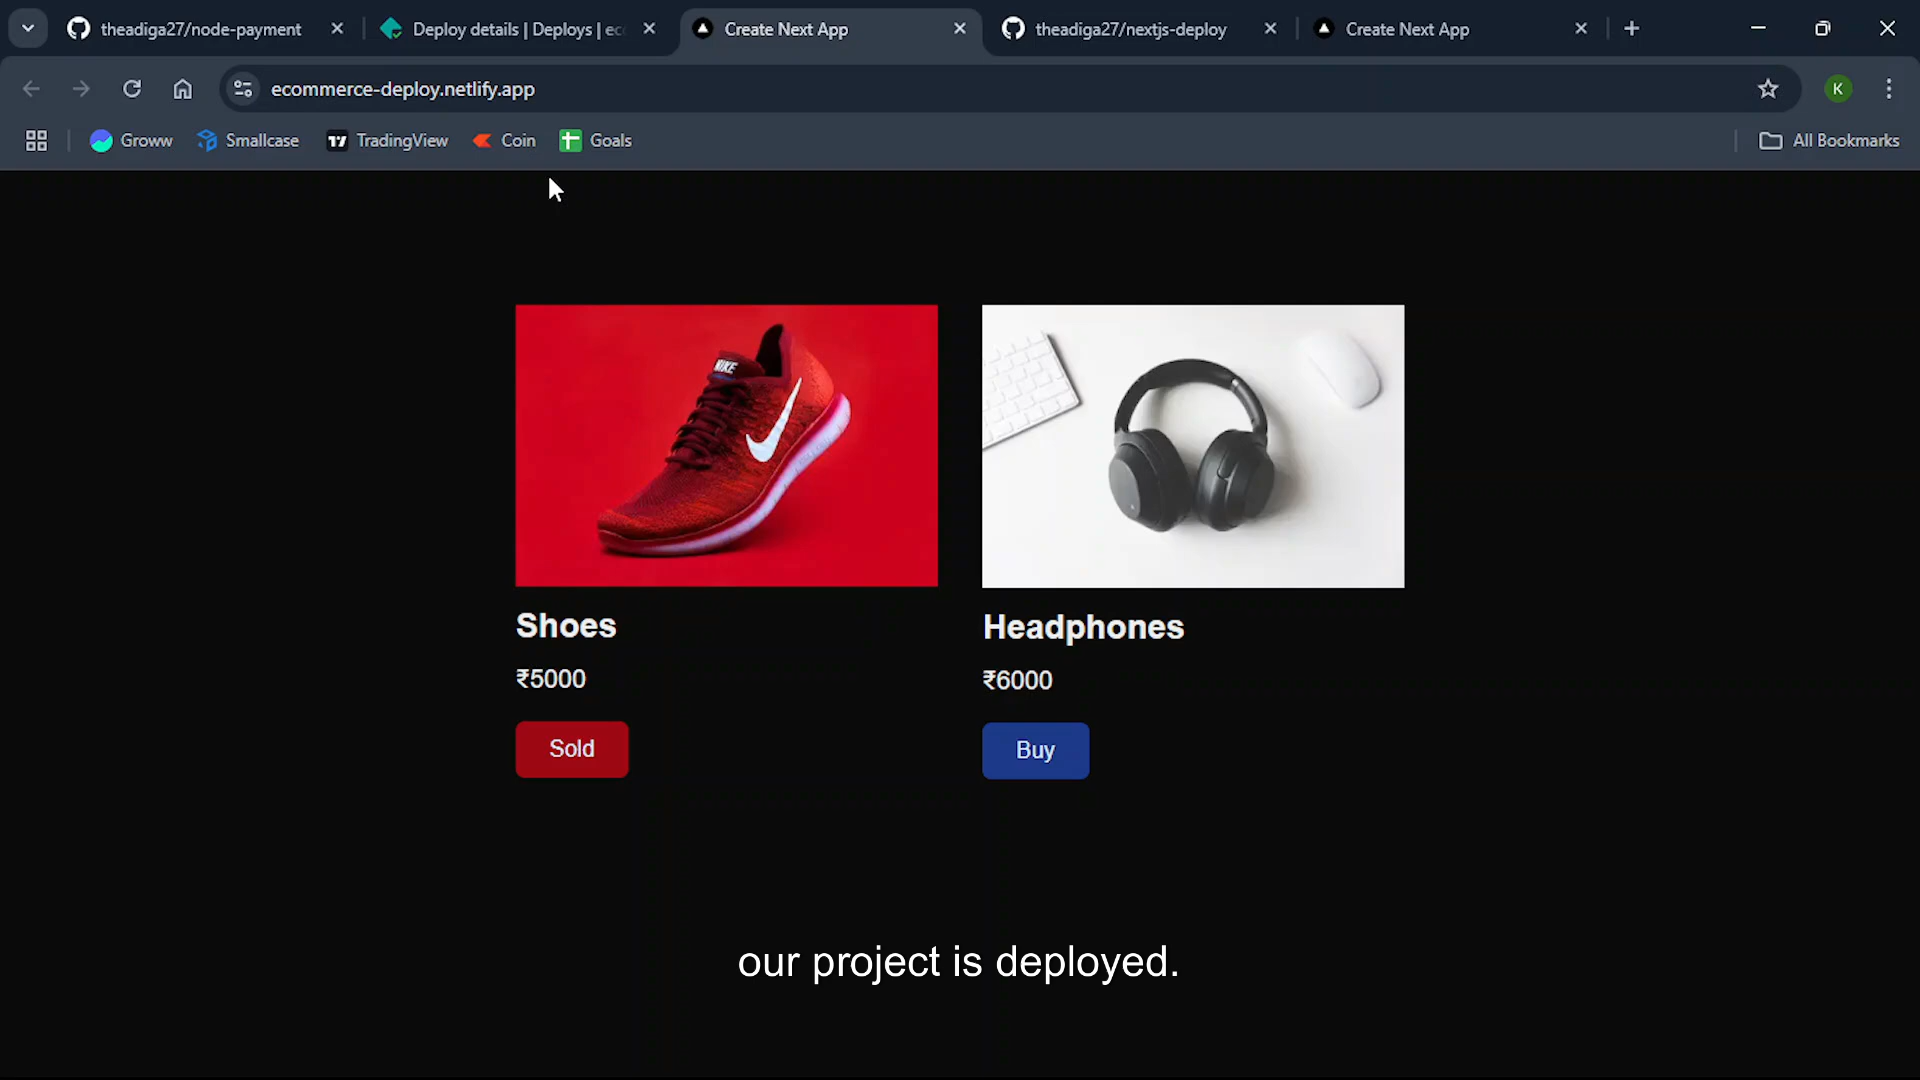 theadiga27/node-payment
Deploy details | Deploys | ec
Create Next App
theadiga27/nextjs-deploy
Create Next App
ecommerce-deploy.netlify.app
K
Groww
Smallcase
TradingView
Coin
Goals
All Bookmarks
NIKE
Shoes
Headphones
₹5000
₹6000
Sold
Buy
our project is deployed.